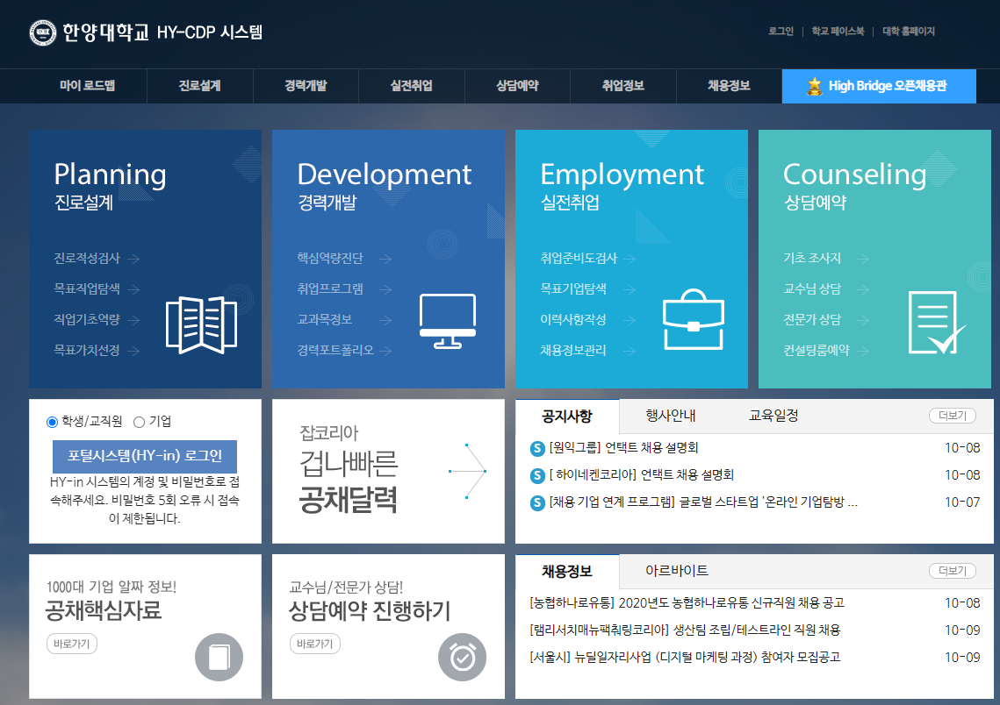 한양대학교 HY-CDP 시스템
로그인 | 학교 페이스북 | 대학 홈페이지
마이 로드맵 진로설계 경력개발 실전취업 상담예약 취업정보 채용정보 High Bridge 오픈채용관
Planning
진로설계
진로적성검사
목표직업탐색
직업기초역량
목표가치선정
Development
경력개발
핵심역량진단
취업프로그램
교과목정보
경력포트폴리오
Employment
실전취업
취업준비도검사
목표기업탐색
이력사항작성
채용정보관리
Counseling
상담예약
기초 조사지
교수님 상담
전문가 상담
컨설팅룸예약
학생/교직원 기업
포털시스템(HY-in) 로그인
HY-in 시스템의 계정 및 비밀번호로 접
속해주세요. 비밀번호 5회 오류 시 접속
이 제한됩니다.
잡코리아
겁나빠른
공채달력
공지사항 행사안내 교육일정 더보기
S [원익그룹] 언택트 채용 설명회 10-08
S [ 하이네켄코리아] 언택트 채용 설명회 10-08
S [채용 기업 연계 프로그램] 글로벌 스타트업 '온라인 기업탐방 ... 10-07
1000대 기업 알짜 정보!
공채핵심자료
바로가기
교수님/전문가 상담!
상담예약 진행하기
바로가기
채용정보 아르바이트 더보기
[농협하나로유통] 2020년도 농협하나로유통 신규직원 채용 공고 10-08
[램리서치매뉴팩춰링코리아] 생산팀 조립/테스트라인 직원 채용 10-09
[서울시] 뉴딜일자리사업 (디지털 마케팅 과정) 참여자 모집공고 10-09